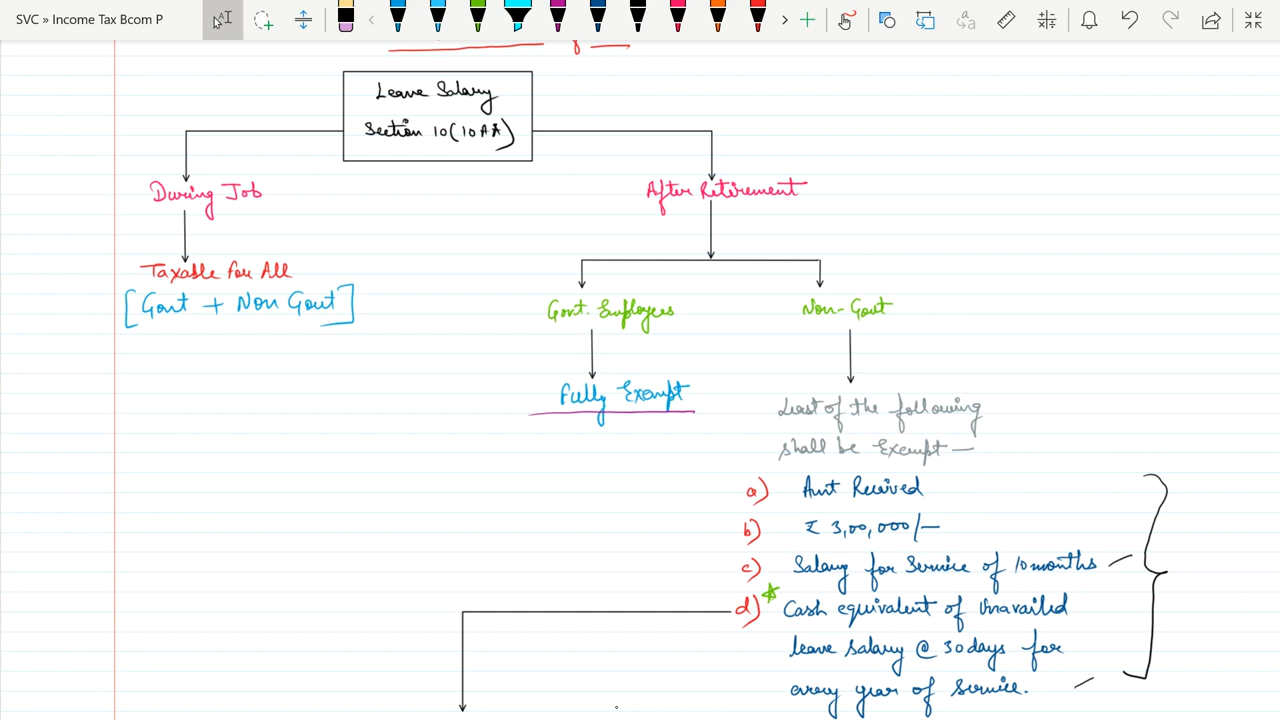 SVC » Income Tax Bcom P
Leave Salary
Section 10(10AA)
During Job
After Retirement
Taxable for All
[Govt + Non Govt]
Govt. Employees
Non-Govt
Fully Exempt
Least of the following
shall be Exempt —
a) Amt Received
b) ₹ 3,00,000/—
c) Salary for Service of 10 months
d) Cash equivalent of Unavailed
leave salary @ 30 days for
every year of service.